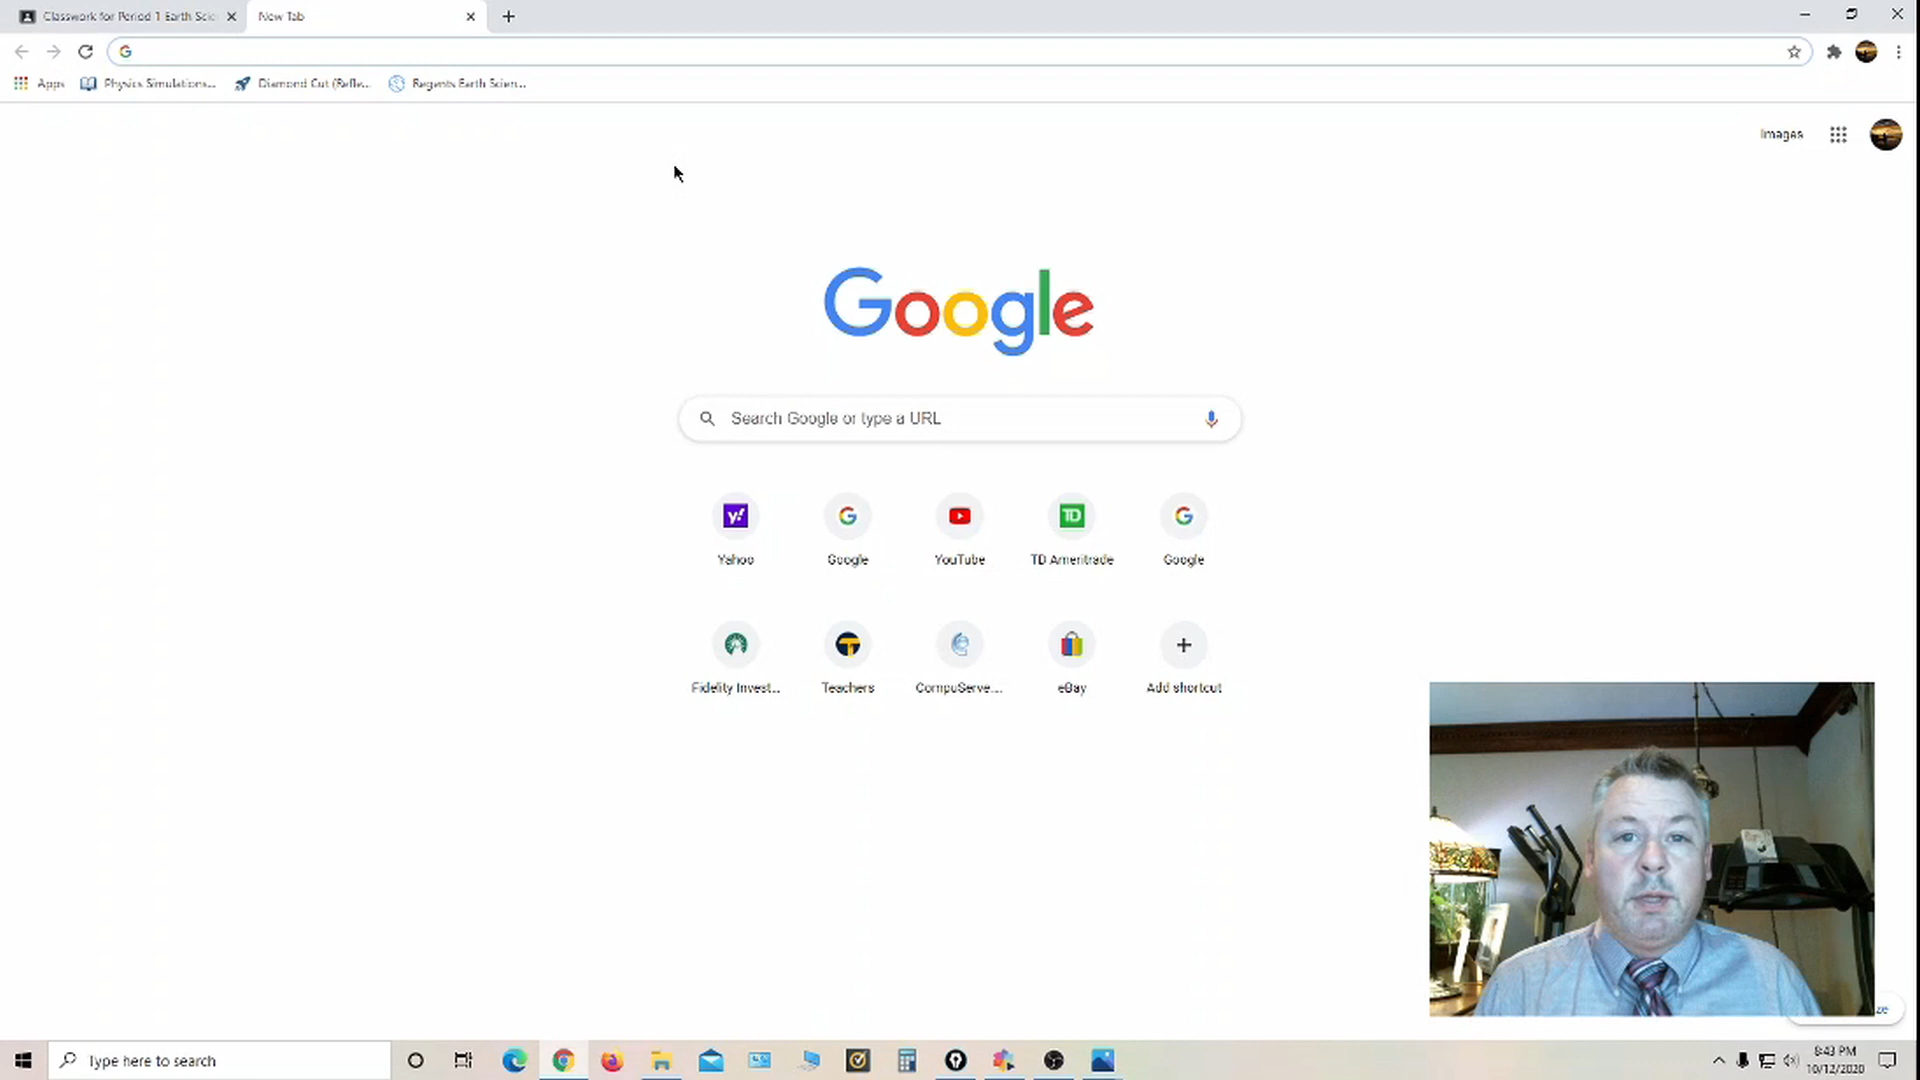 Classwork for Period 1 Earth Scie
New Tab
Apps
Physics Simulations...
Diamond Cut (Refle...
Regents Earth Scien...
Images
Google
Search Google or type a URL
Yahoo
Google
YouTube
TD Ameritrade
Google
Fidelity Invest...
Teachers
CompuServe....
eBay
Add shortcut
ze
Type here to search
8:43 PM
10/12/2020